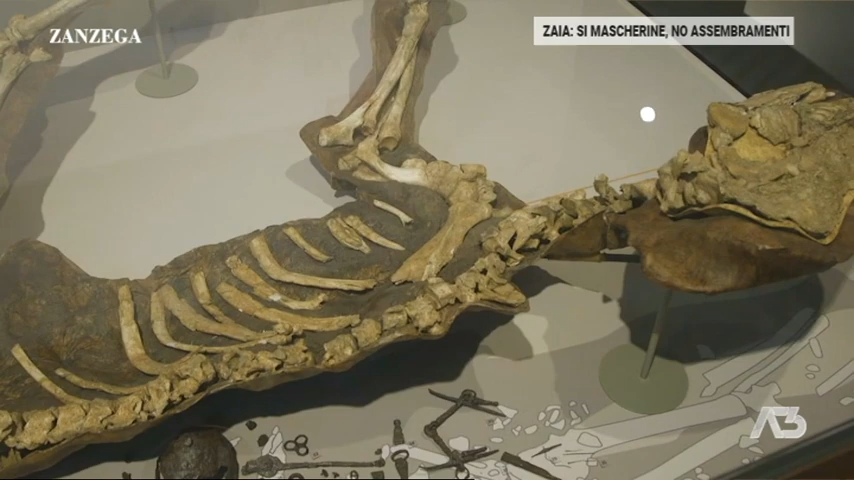 ZANZEGA
ZAIA: SI MASCHERINE, NO ASSEMBRAMENTI
A3